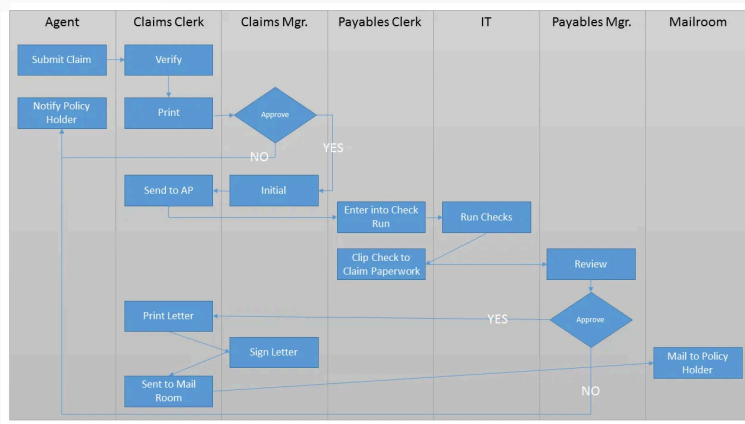 Agent
Claims Clerk
Claims Mgr.
Payables Clerk
IT
Payables Mgr.
Mailroom
Submit Claim
Verify
Notify Policy
Holder
Print
Approve
YES
NO
Send to AP
Initial
Enter into Check
Run
Run Checks
Clip Check to
Claim Paperwork
Review
Print Letter
YES
Approve
Sign Letter
Mail to Policy
Holder
Sent to Mail
Room
NO